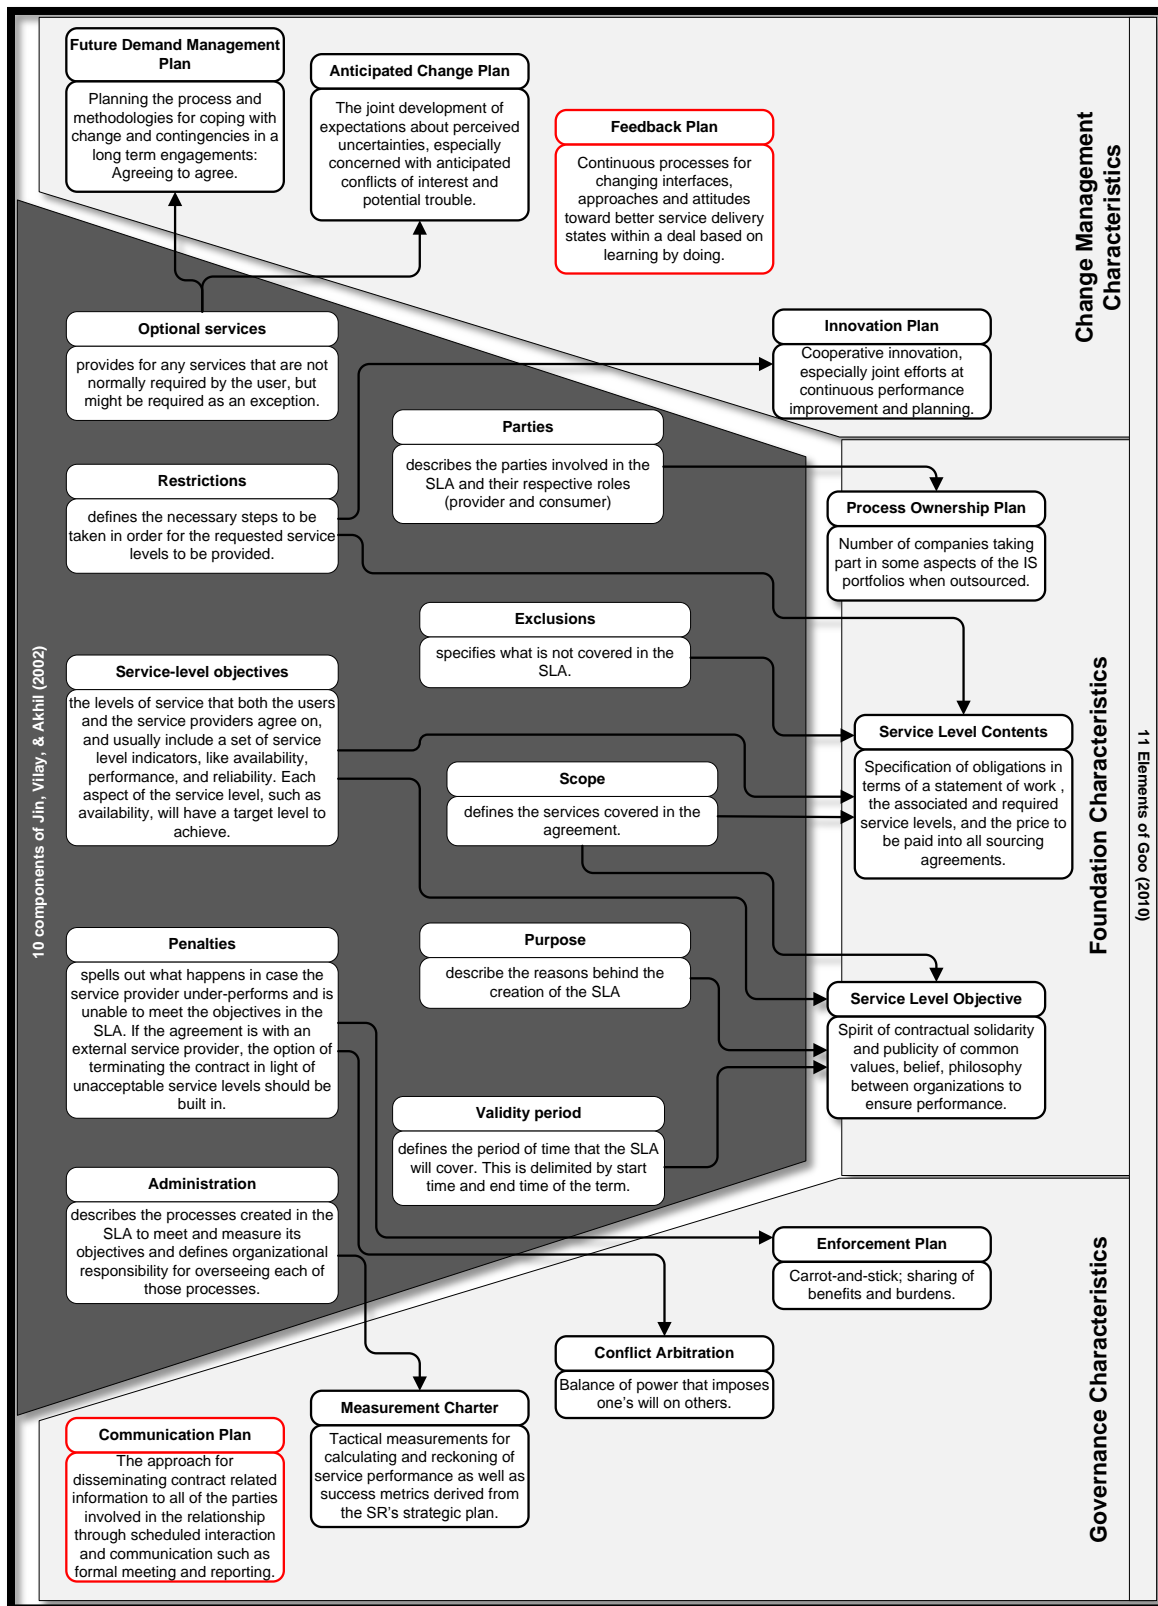 Future Demand Management
Plan
Planning the process and
methodologies for coping with
change and contingencies in a
long term engagements:
Agreeing to agree.
Anticipated Change Plan
The joint development of
expectations about perceived
uncertainties, especially
concerned with anticipated
conflicts of interest and
potential trouble.
Feedback Plan
Continuous processes for
changing interfaces,
approaches and attitudes
toward better service delivery
states within a deal based on
learning by doing.
Change Management
Characteristics
Optional services
provides for any services that are not
normally required by the user, but
might be required as an exception.
Innovation Plan
Cooperative innovation,
especially joint efforts at
continuous performance
improvement and planning.
Parties
describes the parties involved in the
SLA and their respective roles
(provider and consumer)
Restrictions
defines the necessary steps to be
taken in order for the requested service
levels to be provided.
Process Ownership Plan
Number of companies taking
part in some aspects of the IS
portfolios when outsourced.
Exclusions
specifies what is not covered in the
SLA.
10 components of Jin, Vilay, & Akhil (2002)
Service-level objectives
the levels of service that both the users
and the service providers agree on,
and usually include a set of service
level indicators, like availability,
performance, and reliability. Each
aspect of the service level, such as
availability, will have a target level to
achieve.
Scope
defines the services covered in the
agreement.
Service Level Contents
Specification of obligations in
terms of a statement of work ,
the associated and required
service levels, and the price to
be paid into all sourcing
agreements.
Foundation Characteristics
11 Elements of Goo (2010)
Penalties
spells out what happens in case the
service provider under-performs and is
unable to meet the objectives in the
SLA. If the agreement is with an
external service provider, the option of
terminating the contract in light of
unacceptable service levels should be
built in.
Purpose
describe the reasons behind the
creation of the SLA
Service Level Objective
Spirit of contractual solidarity
and publicity of common
values, belief, philosophy
between organizations to
ensure performance.
Validity period
defines the period of time that the SLA
will cover. This is delimited by start
time and end time of the term.
Administration
describes the processes created in the
SLA to meet and measure its
objectives and defines organizational
responsibility for overseeing each of
those processes.
Enforcement Plan
Carrot-and-stick; sharing of
benefits and burdens.
Conflict Arbitration
Balance of power that imposes
one's will on others.
Measurement Charter
Tactical measurements for
calculating and reckoning of
service performance as well as
success metrics derived from
the SR's strategic plan.
Communication Plan
The approach for
disseminating contract related
information to all of the parties
involved in the relationship
through scheduled interaction
and communication such as
formal meeting and reporting.
Governance Characteristics